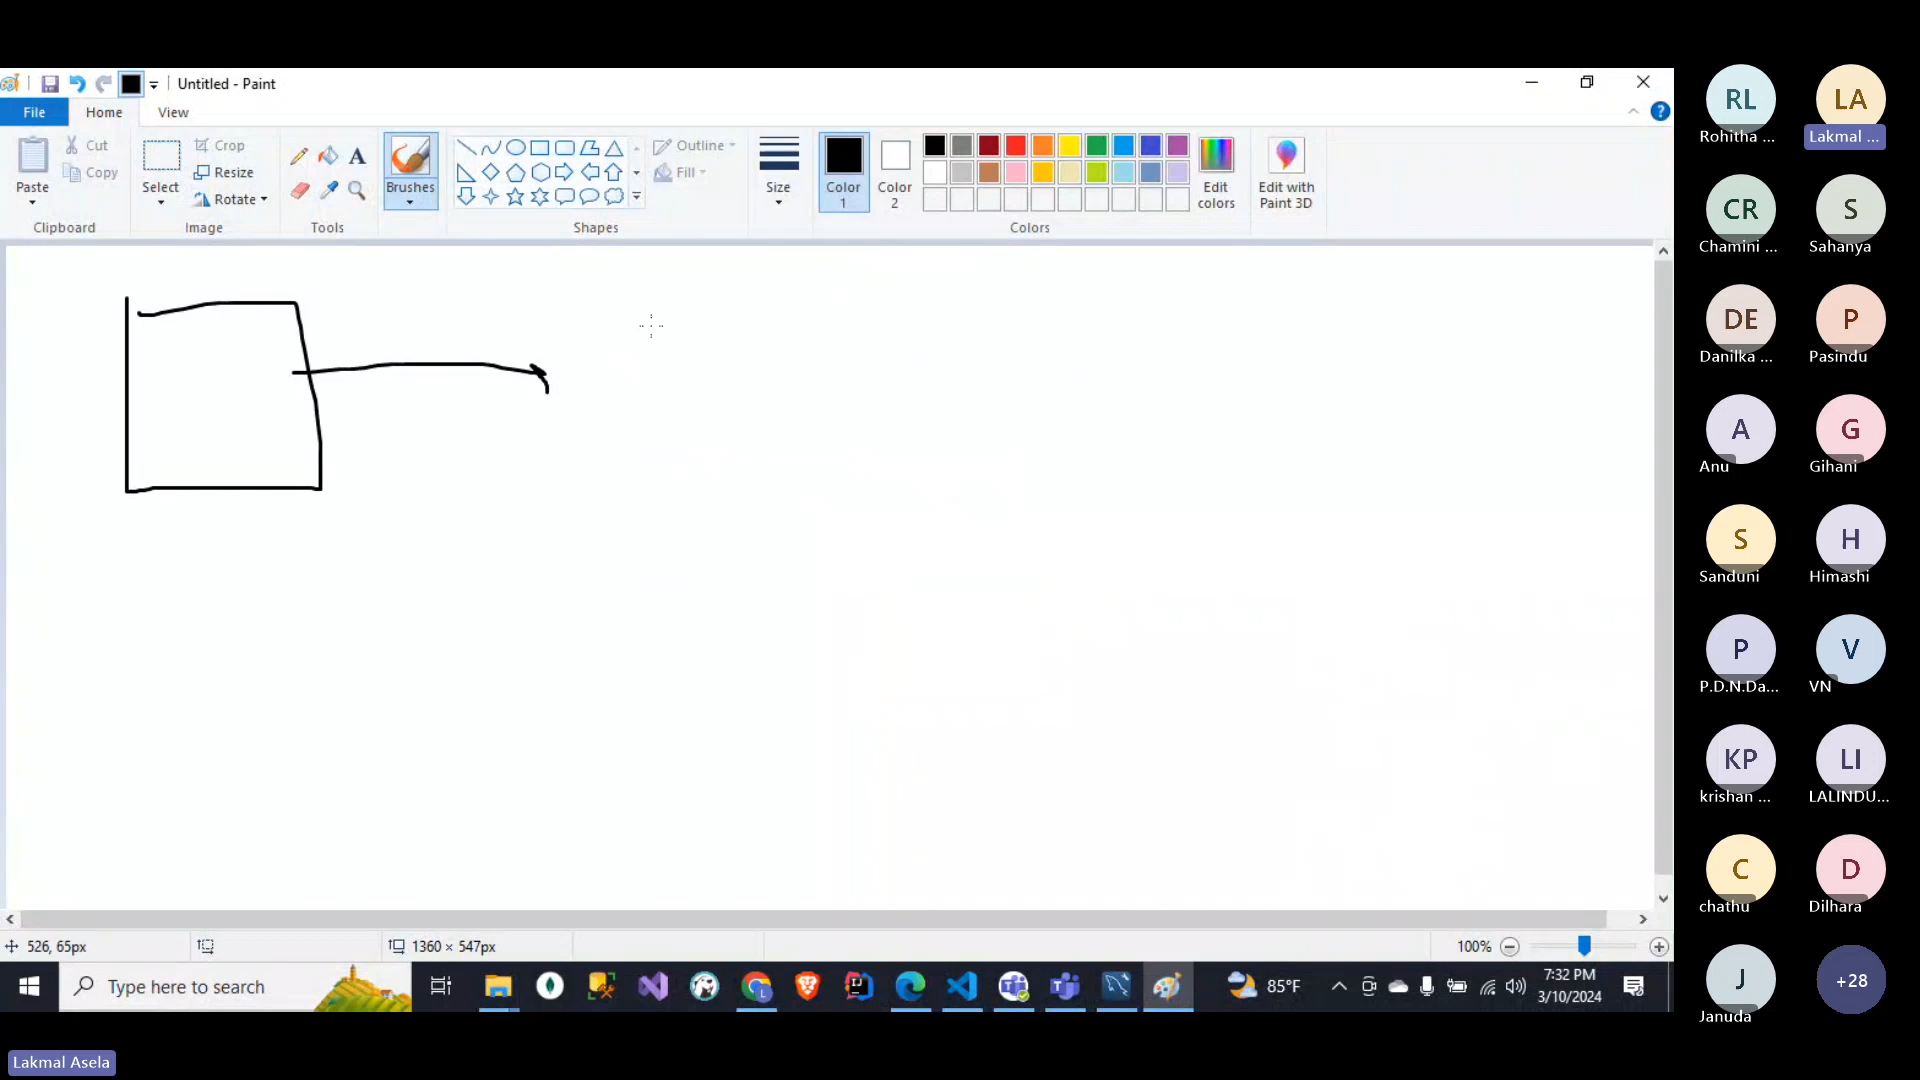 Untitled - Paint
File Home View
Paste
Cut
Copy
Clipboard
Select
Crop
Resize
Rotate
Image
A
Tools
Brushes
Shapes
Outline
Fill
Size
Color 1
Color 2
Edit colors
Edit with Paint 3D
Colors
526, 65px
1360 × 547px
100%
Type here to search
85°F
7:32 PM
3/10/2024
RL
Rohitha ...
LA
Lakmal ...
CR
Chamini ...
S
Sahanya
DE
Danilka ...
P
Pasindu
A
Anu
G
Gihani
S
Sanduni
H
Himashi
P
P.D.N.Da...
V
VN
KP
krishan ...
LI
LALINDU...
C
chathu
D
Dilhara
J
Januda
+28
Lakmal Asela